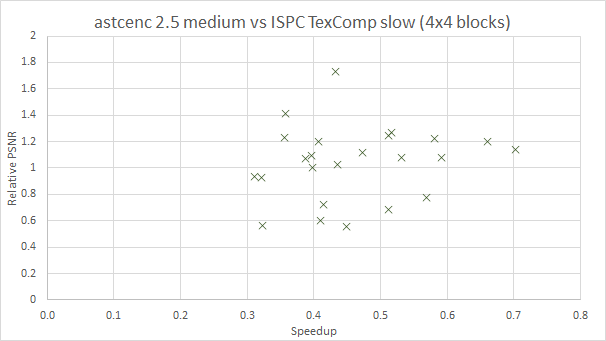 astcenc 2.5 medium vs ISPC TexComp slow (4x4 blocks)
2
1.8
1.6
1.4
1.2
1
0.8
0.6
0.4
0.2
0
Relative PSNR
0.0 0.1 0.2 0.3 0.4 0.5 0.6 0.7 0.8
Speedup